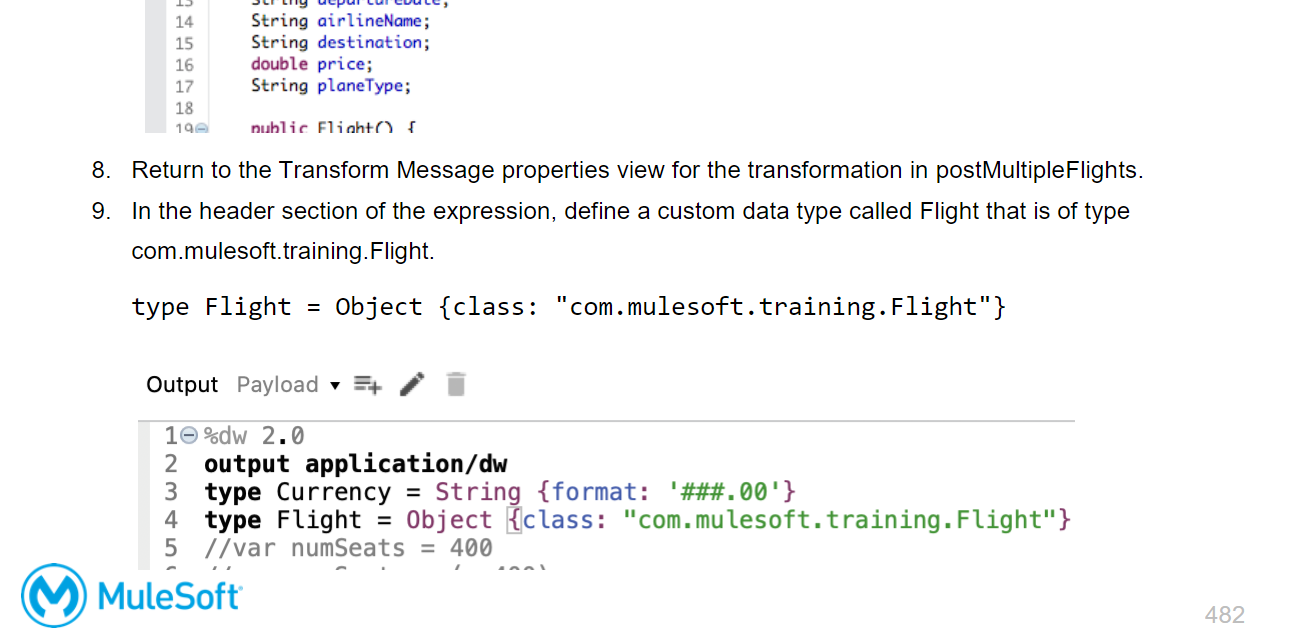 String departureDate;
14 String airlineName;
15 String destination;
16 double price;
17 String planeType;
18
19 public Flight() {
8. Return to the Transform Message properties view for the transformation in postMultipleFlights.
9. In the header section of the expression, define a custom data type called Flight that is of type
com.mulesoft.training.Flight.
type Flight = Object {class: "com.mulesoft.training.Flight"}
Output Payload
1 %dw 2.0
2 output application/dw
3 type Currency = String {format: '###.00'}
4 type Flight = Object {class: "com.mulesoft.training.Flight"}
5 //var numSeats = 400
MuleSoft
482